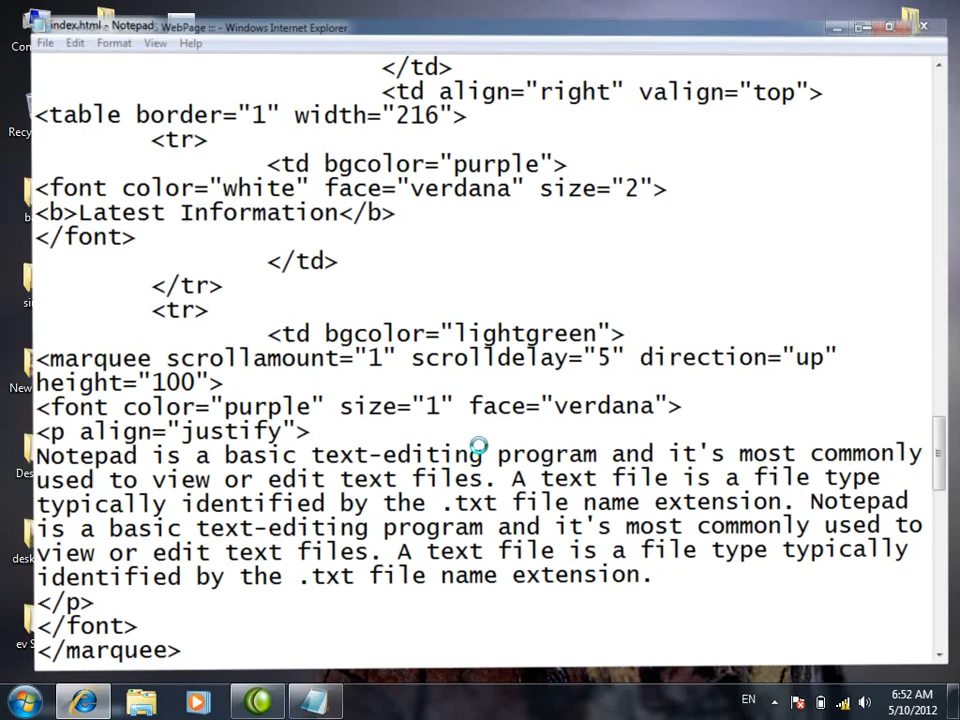 index.html - Notepad WebPage ::: - Windows Internet Explorer
File Edit Format View Help
</td>
<td align="right" valign="top">
<table border="1" width="216">
<tr>
<td bgcolor="purple">
<font color="white" face="verdana" size="2">
<b>Latest Information</b>
</font>
</td>
</tr>
<tr>
<td bgcolor="lightgreen">
<marquee scrollamount="1" scrolldelay="5" direction="up"
height="100">
<font color="purple" size="1" face="verdana">
<p align="justify">
Notepad is a basic text-editing program and it's most commonly
used to view or edit text files. A text file is a file type
typically identified by the .txt file name extension. Notepad
is a basic text-editing program and it's most commonly used to
view or edit text files. A text file is a file type typically
identified by the .txt file name extension.
</p>
</font>
</marquee>
EN
6:52 AM
5/10/2012